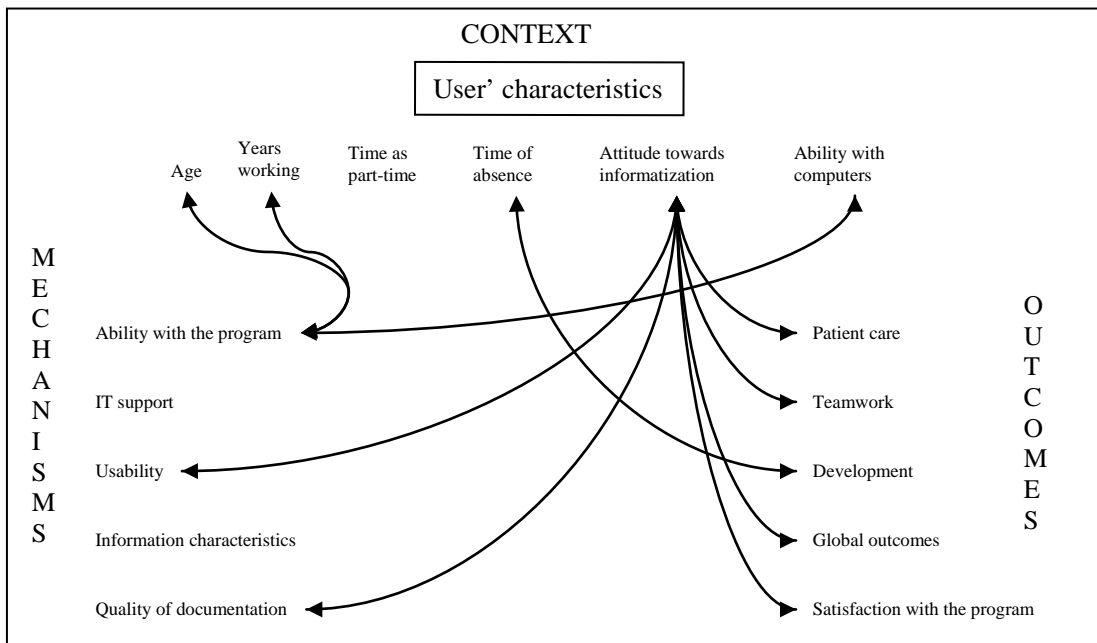 CONTEXT
User' characteristics
Age
Years
working
Time as
part-time
Time of
absence
Attitude towards
informatization
Ability with
computers
MECHANISMS
Ability with the program
IT support
Usability
Information characteristics
Quality of documentation
Patient care
Teamwork
Development
Global outcomes
Satisfaction with the program
OUTCOMES